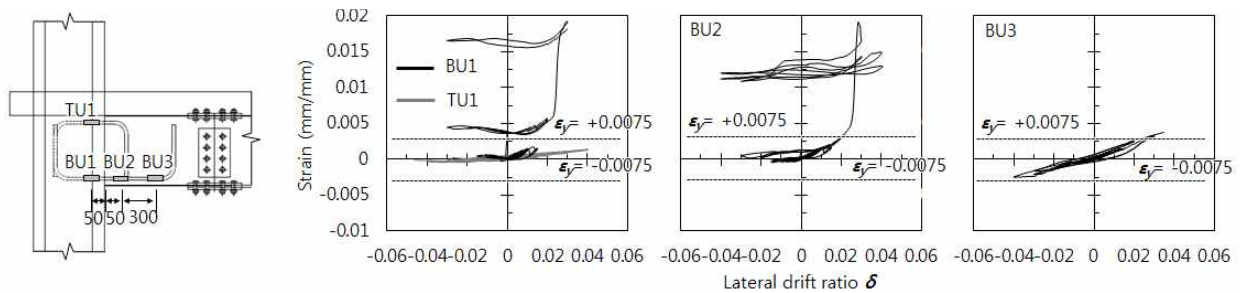 TU1
BU1 BU2 BU3
50 50 300
Strain (mm/mm)
0.02
0.015
0.01
0.005
0
-0.005
-0.01
BU1
TU1
εy= +0.0075
εy= -0.0075
-0.06 -0.04 -0.02 0 0.02 0.04 0.06
BU2
εy= +0.0075
εy= -0.0075
-0.06 -0.04 -0.02 0 0.02 0.04 0.06
BU3
εy= +0.0075
εy= -0.0075
-0.06 -0.04 -0.02 0 0.02 0.04 0.06
Lateral drift ratio δ